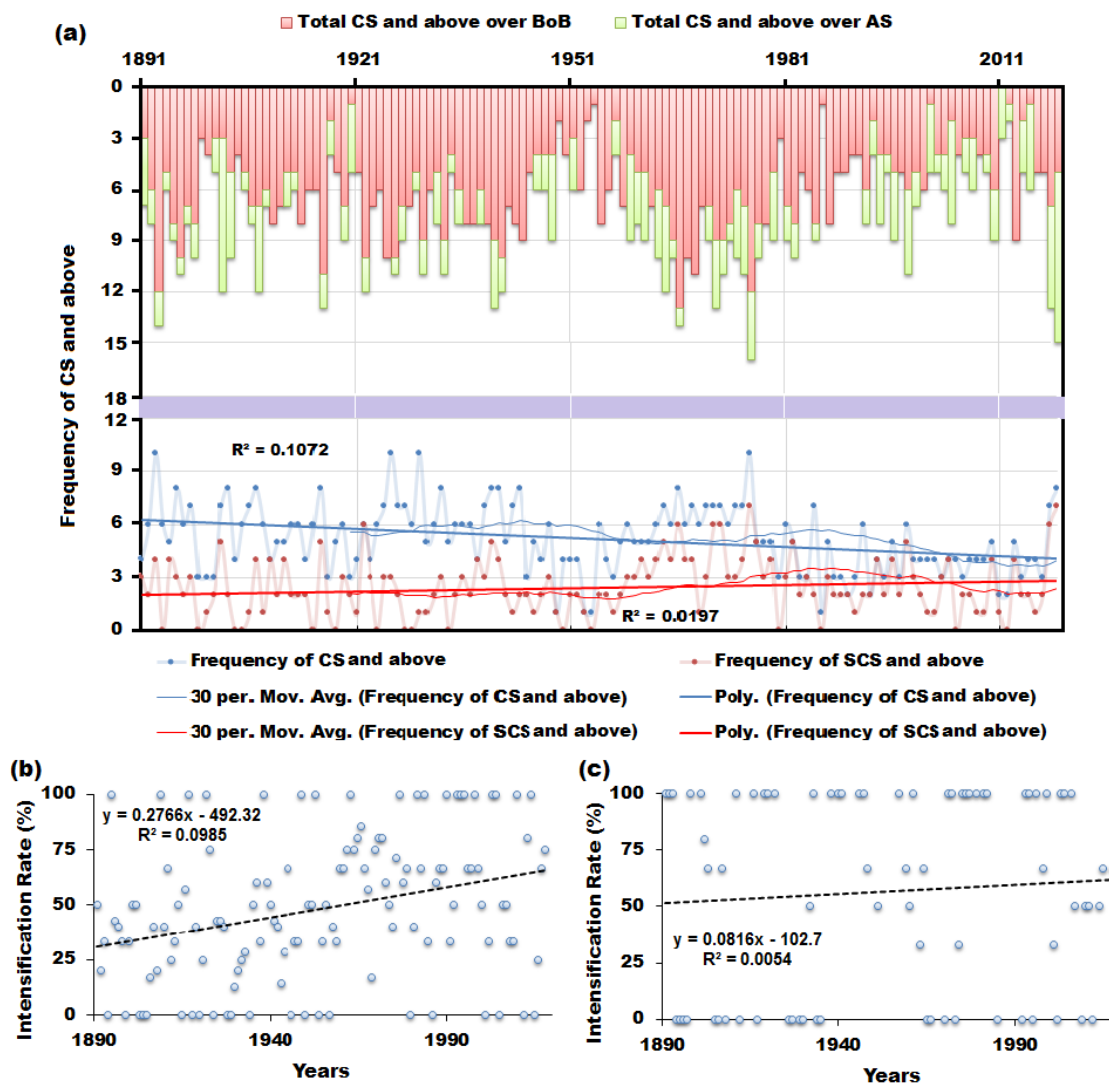 Total CS and above over BoB Total CS and above over AS
(a)
1891 1921 1951 1981 2011
0
3
6
9
12
15
18
12
9
6
3
0
Frequency of CS and above
R² = 0.1072
R² = 0.0197
Frequency of CS and above Frequency of SCS and above
30 per. Mov. Avg. (Frequency of CS and above) Poly. (Frequency of CS and above)
30 per. Mov. Avg. (Frequency of SCS and above) Poly. (Frequency of SCS and above)
(b)
Intensification Rate (%)
100
75
50
25
0
y = 0.2766x - 492.32
R² = 0.0985
1890 1940 1990
Years
(c)
Intensification Rate (%)
100
75
50
25
0
y = 0.0816x - 102.7
R² = 0.0054
1890 1940 1990
Years